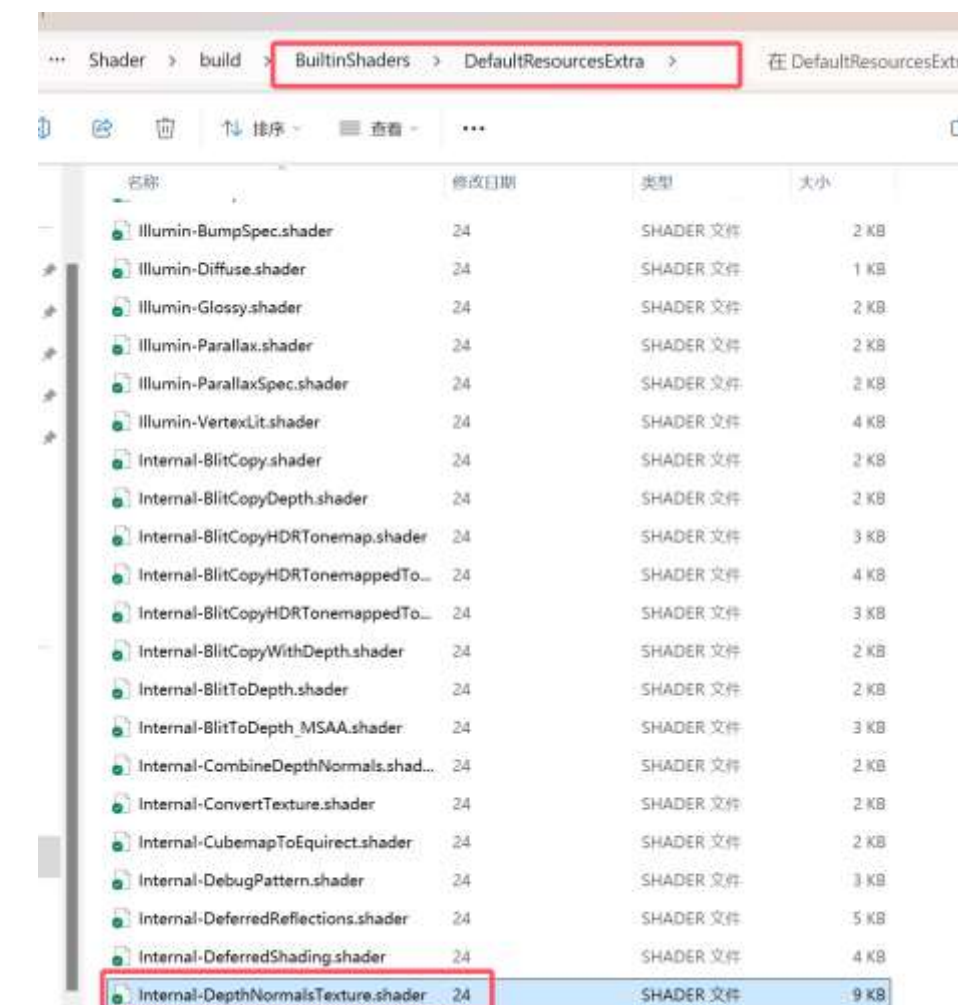 ··· Shader > build > BuiltinShaders > DefaultResourcesExtra > 在 DefaultResourcesExtr
排序 查看 ···
名称 修改日期 类型 大小
Illumin-BumpSpec.shader 24 SHADER 文件 2 KB
Illumin-Diffuse.shader 24 SHADER 文件 1 KB
Illumin-Glossy.shader 24 SHADER 文件 2 KB
Illumin-Parallax.shader 24 SHADER 文件 2 KB
Illumin-ParallaxSpec.shader 24 SHADER 文件 2 KB
Illumin-VertexLit.shader 24 SHADER 文件 4 KB
Internal-BlitCopy.shader 24 SHADER 文件 2 KB
Internal-BlitCopyDepth.shader 24 SHADER 文件 2 KB
Internal-BlitCopyHDRTonemap.shader 24 SHADER 文件 3 KB
Internal-BlitCopyHDRTonemappedTo... 24 SHADER 文件 4 KB
Internal-BlitCopyHDRTonemappedTo... 24 SHADER 文件 3 KB
Internal-BlitCopyWithDepth.shader 24 SHADER 文件 2 KB
Internal-BlitToDepth.shader 24 SHADER 文件 2 KB
Internal-BlitToDepth_MSAA.shader 24 SHADER 文件 3 KB
Internal-CombineDepthNormals.shad... 24 SHADER 文件 2 KB
Internal-ConvertTexture.shader 24 SHADER 文件 2 KB
Internal-CubemapToEquirect.shader 24 SHADER 文件 2 KB
Internal-DebugPattern.shader 24 SHADER 文件 3 KB
Internal-DeferredReflections.shader 24 SHADER 文件 5 KB
Internal-DeferredShading.shader 24 SHADER 文件 4 KB
Internal-DepthNormalsTexture.shader 24 SHADER 文件 9 KB